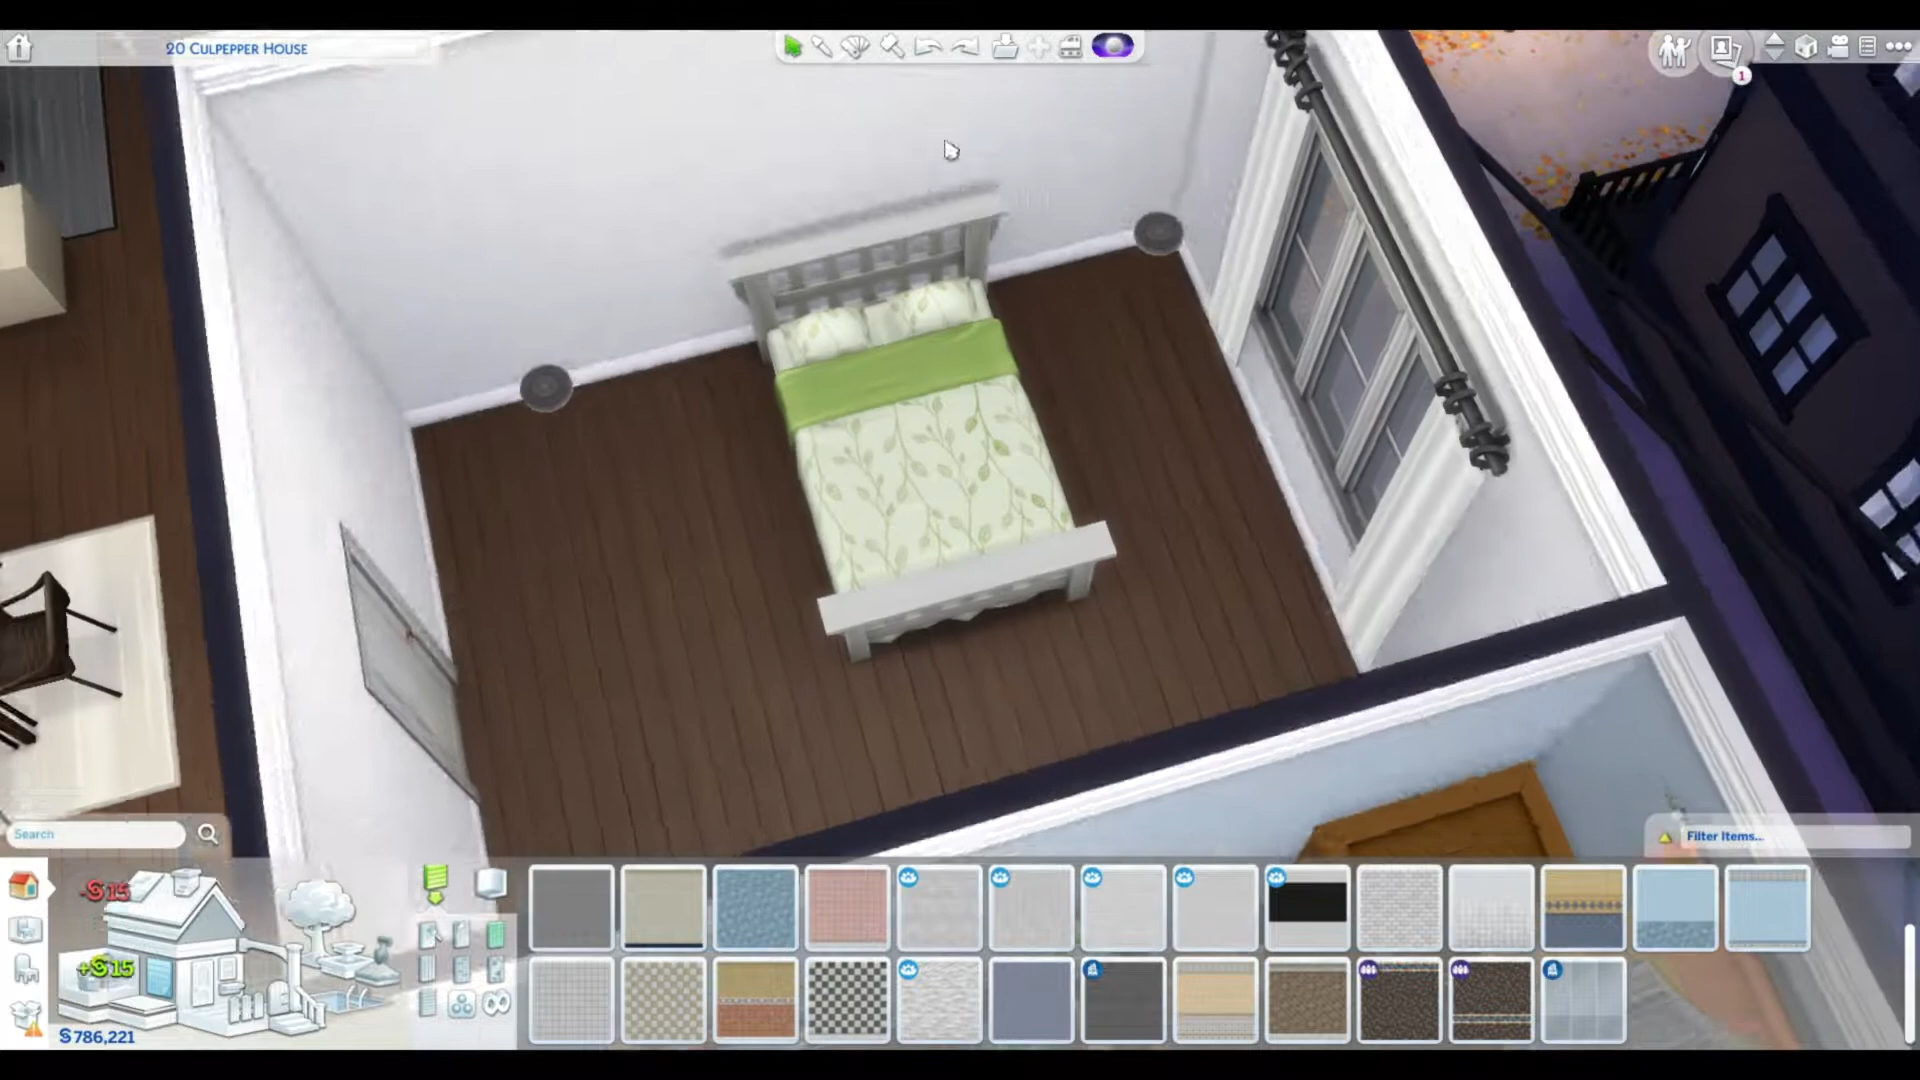 20 CULPEPPER HOUSE
1
Search
Filter Items...
-§15
+§15
§786,221